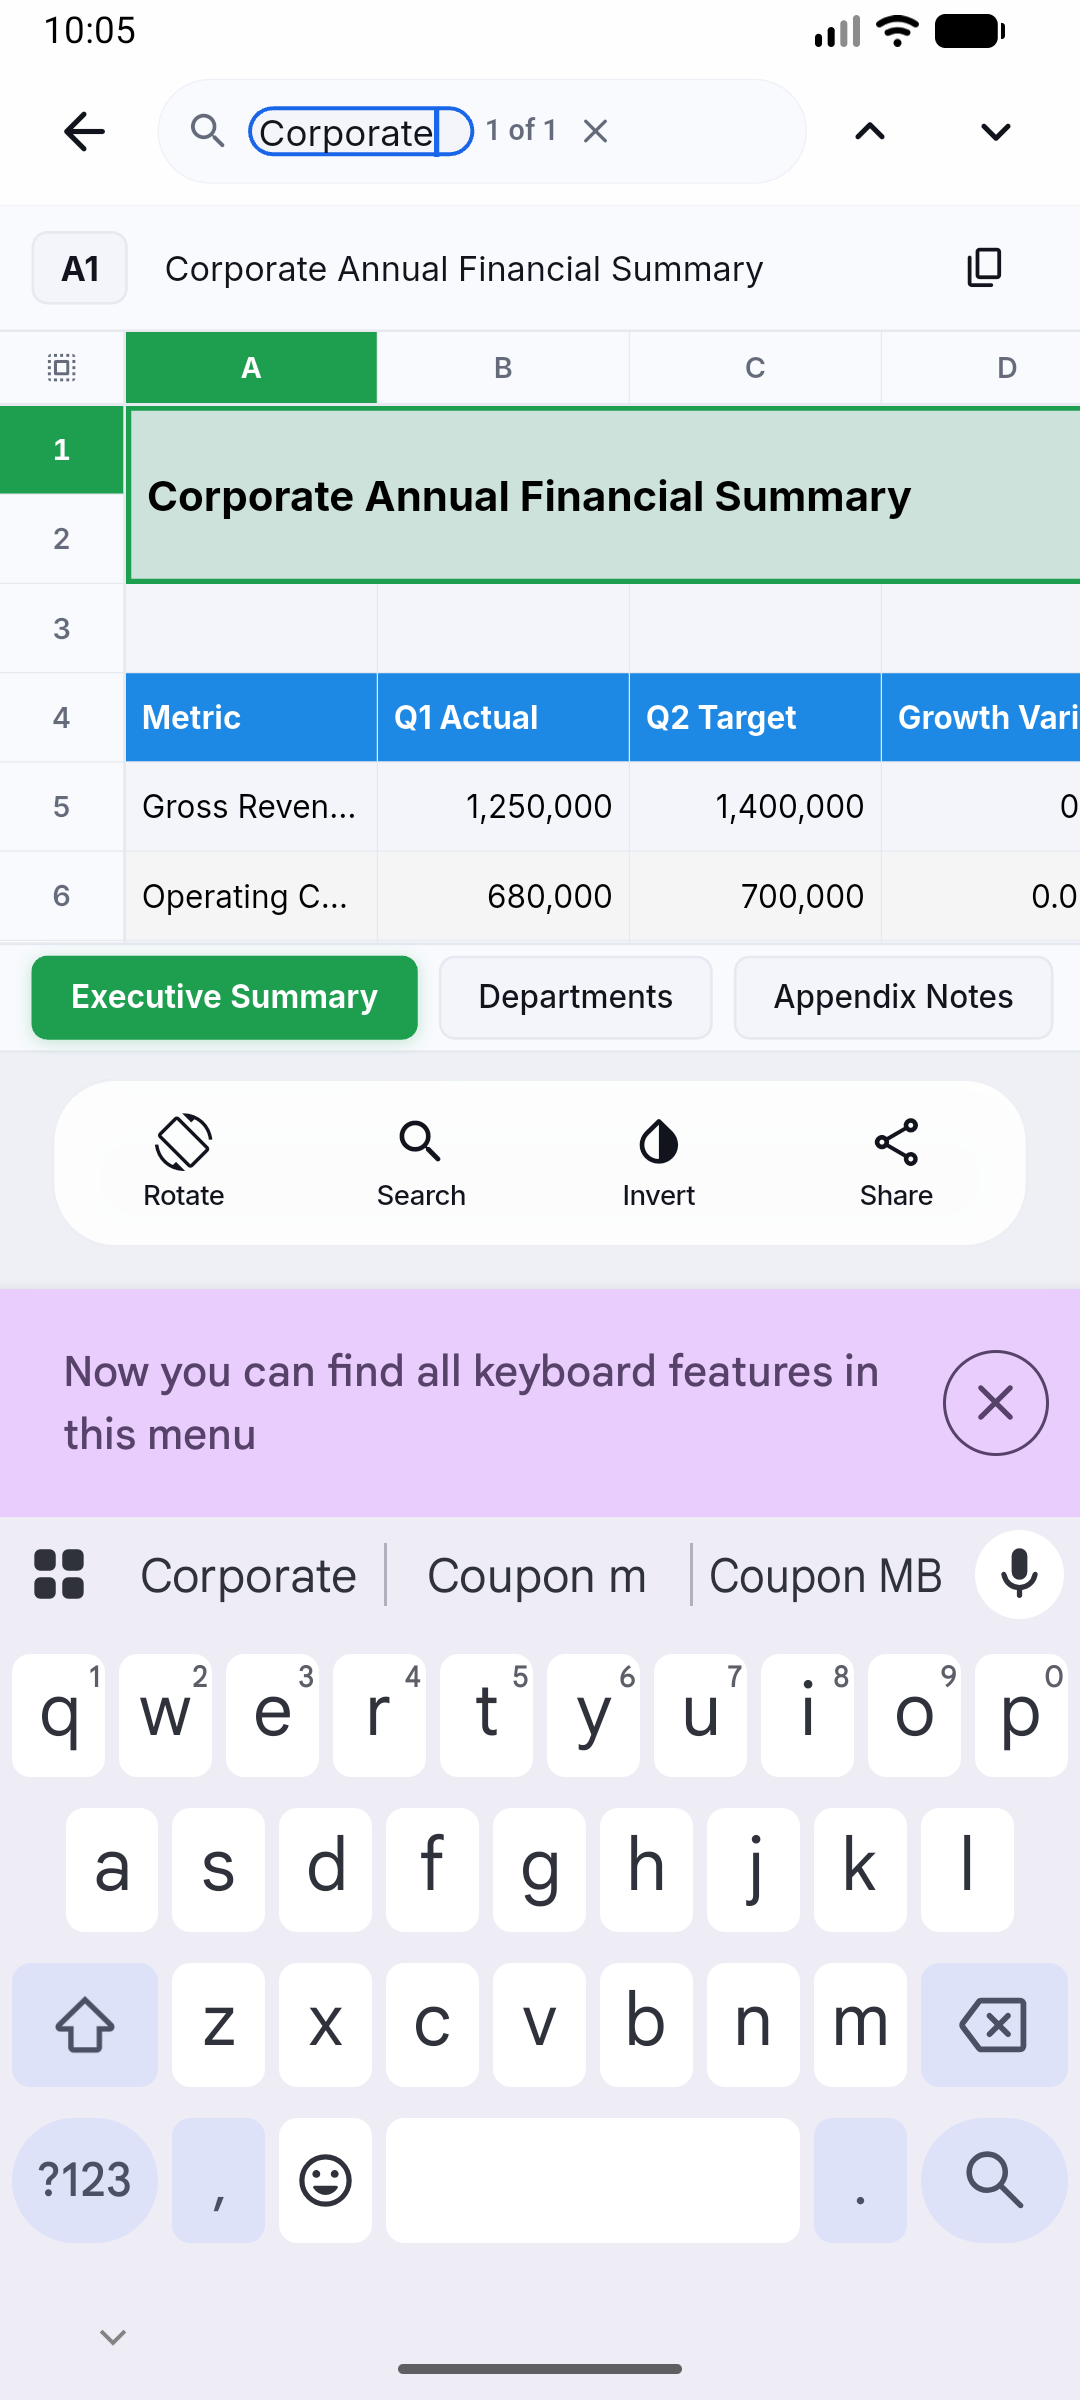 10:05
Corporate 1 of 1
A1 Corporate Annual Financial Summary
A B C D
1 Corporate Annual Financial Summary
2
3
4 Metric Q1 Actual Q2 Target Growth Vari
5 Gross Reven... 1,250,000 1,400,000 0
6 Operating C... 680,000 700,000 0.0
Executive Summary Departments Appendix Notes
Rotate Search Invert Share
Now you can find all keyboard features in
this menu
Corporate Coupon m Coupon MB
q1 w2 e3 r4 t5 y6 u7 i8 o9 p0
a s d f g h j k l
z x c v b n m
?123 , .